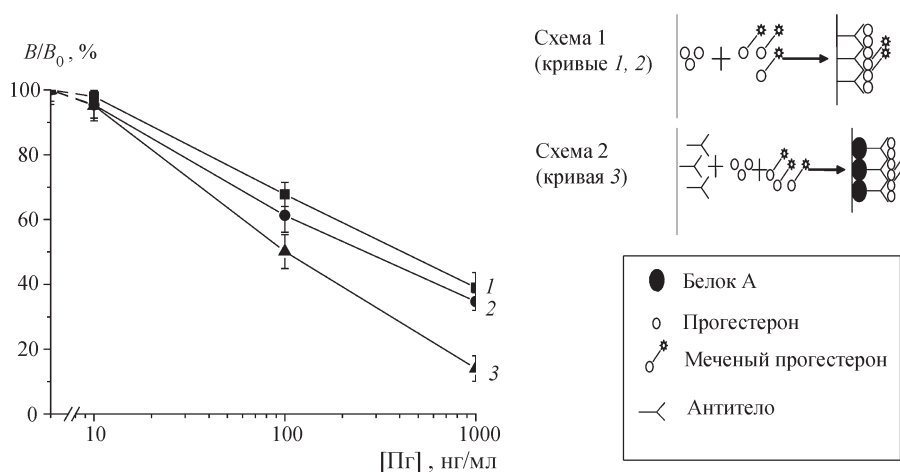 B/B0, %
100
80
60
40
20
0
10
100
1000
[Пг] , нг/мл
1
2
3
Схема 1
(кривые 1, 2)
Схема 2
(кривая 3)
Белок А
Прогестерон
Меченый прогестерон
Антитело